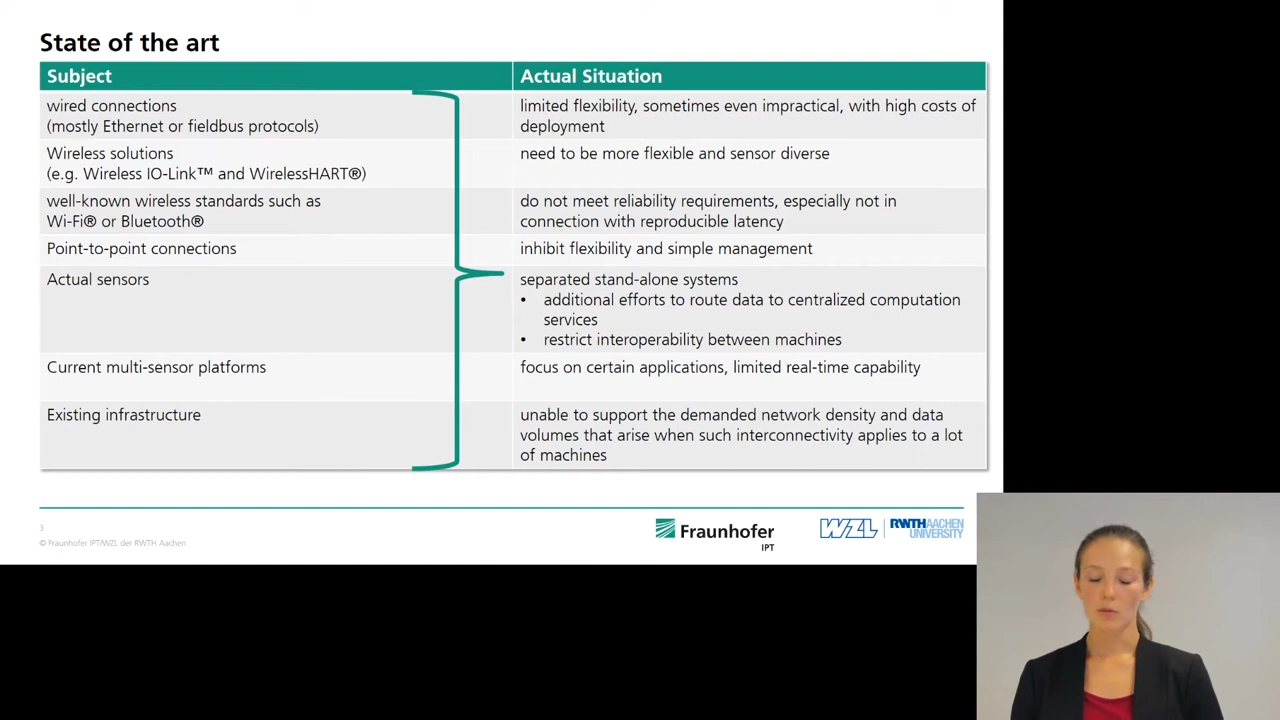 State of the art
Subject
Actual Situation
wired connections
(mostly Ethernet or fieldbus protocols)
limited flexibility, sometimes even impractical, with high costs of
deployment
Wireless solutions
(e.g. Wireless IO-Link™ and WirelessHART®)
need to be more flexible and sensor diverse
well-known wireless standards such as
Wi-Fi® or Bluetooth®
do not meet reliability requirements, especially not in
connection with reproducible latency
Point-to-point connections
inhibit flexibility and simple management
Actual sensors
separated stand-alone systems
• additional efforts to route data to centralized computation
services
• restrict interoperability between machines
Current multi-sensor platforms
focus on certain applications, limited real-time capability
Existing infrastructure
unable to support the demanded network density and data
volumes that arise when such interconnectivity applies to a lot
of machines
3
© Fraunhofer IPT/WZL der RWTH Aachen
Fraunhofer
IPT
WZL
RWTH AACHEN
UNIVERSITY